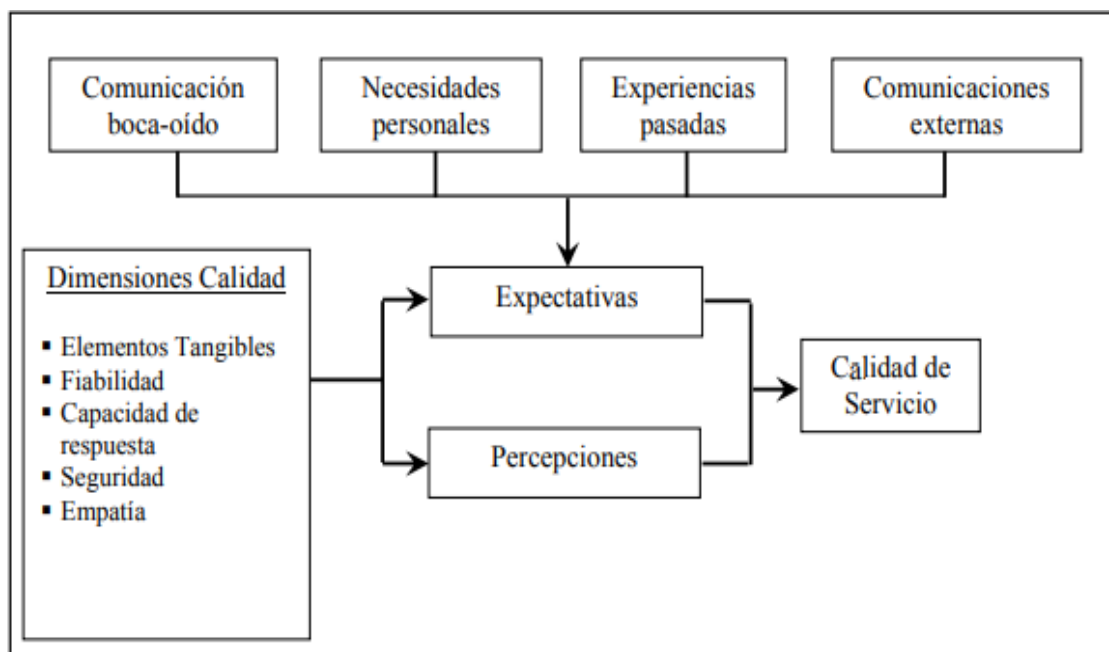 Comunicación
boca-oído
Necesidades
personales
Experiencias
pasadas
Comunicaciones
externas
Dimensiones Calidad
▪ Elementos Tangibles
▪ Fiabilidad
▪ Capacidad de
respuesta
▪ Seguridad
▪ Empatía
Expectativas
Percepciones
Calidad de
Servicio